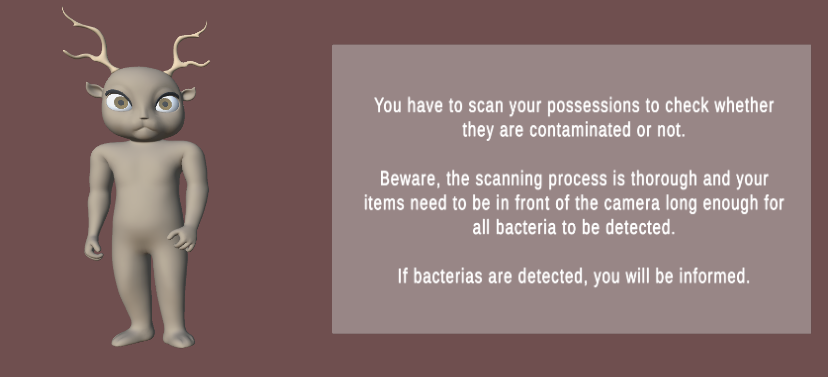 You have to scan your possessions to check whether
they are contaminated or not.
Beware, the scanning process is thorough and your
items need to be in front of the camera long enough for
all bacteria to be detected.
If bacterias are detected, you will be informed.